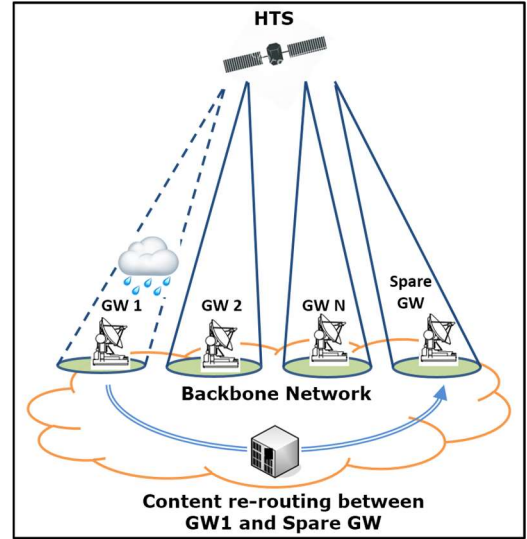 HTS
GW 1
GW 2
GW N
Spare
GW
Backbone Network
Content re-routing between
GW1 and Spare GW